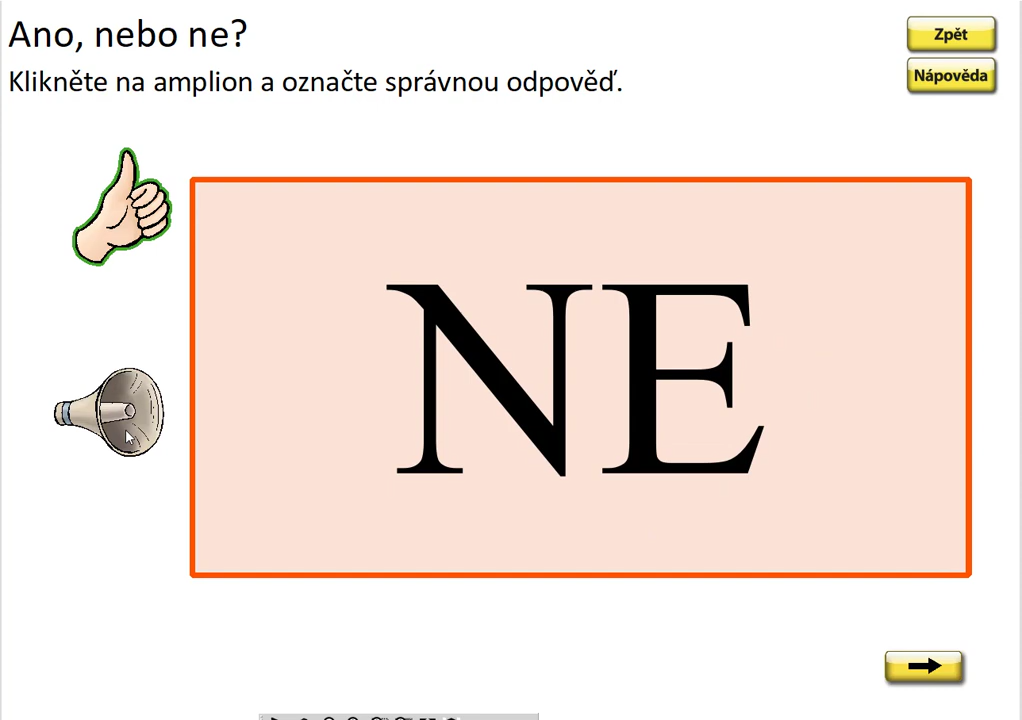 Ano, nebo ne?
Zpět
Klikněte na amplion a označte správnou odpověď.
Nápověda
NE